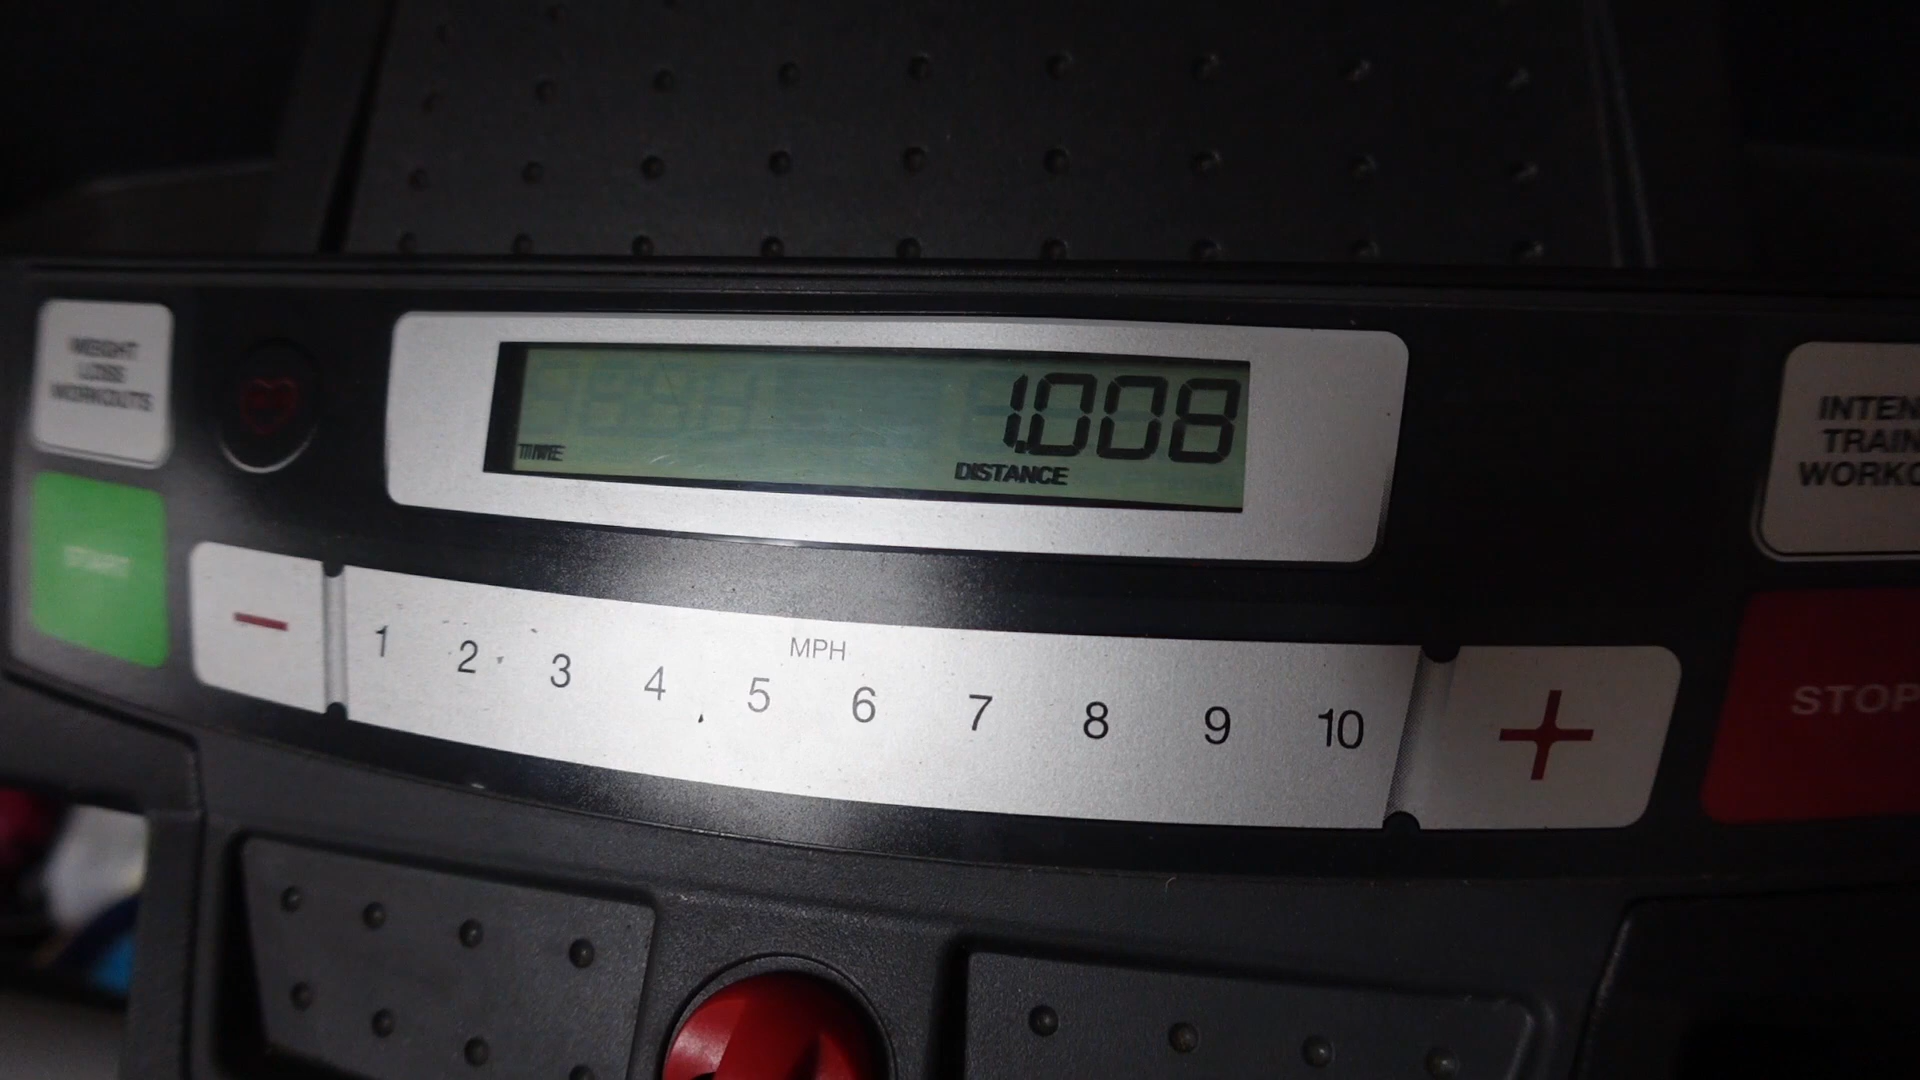 WEIGHT
LOSS
WORKOUTS
START
1.008
TIME
DISTANCE
INTEN
TRAIN
WORKO
−
MPH
1 2 3 4 5 6 7 8 9 10
+
STOP